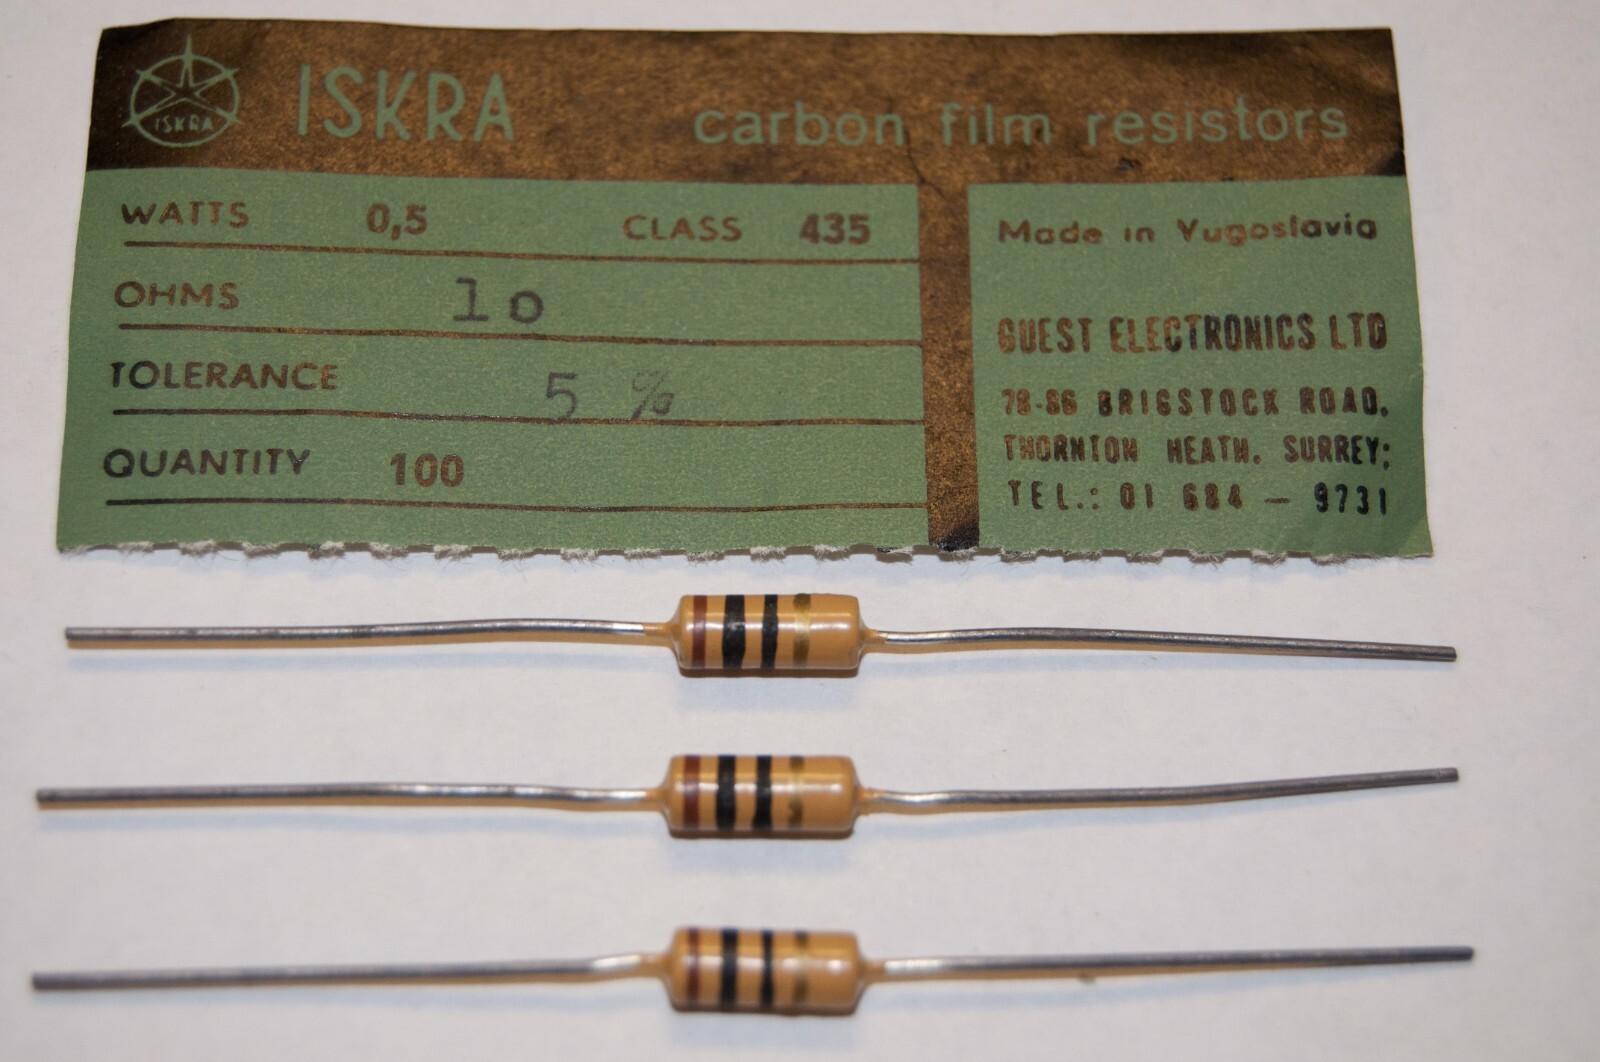 ISKRA
ISKRA carbon film resistors
WATTS 0,5 CLASS 435
OHMS 10
TOLERANCE 5 %
QUANTITY 100
Made in Yugoslavia
GUEST ELECTRONICS LTD
78-86 BRIGSTOCK ROAD,
THORNTON HEATH, SURREY;
TEL.: 01 684 — 9731